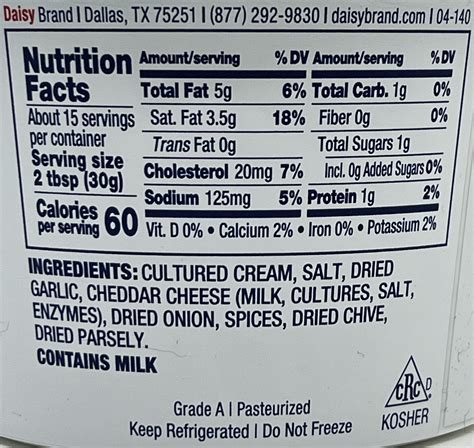 Daisy Brand | Dallas, TX 75251 | (877) 292-9830 | daisybrand.com | 04-140
Nutrition
Facts
About 15 servings
per container
Serving size
2 tbsp (30g)
Calories
per serving 60
Amount/serving % DV
Total Fat 5g 6%
Sat. Fat 3.5g 18%
Trans Fat 0g
Cholesterol 20mg 7%
Sodium 125mg 5%
Amount/serving %DV
Total Carb. 1g 0%
Fiber 0g 0%
Total Sugars 1g
Incl. 0g Added Sugars 0%
Protein 1g 2%
Vit. D 0% • Calcium 2% • Iron 0% • Potassium 2%
INGREDIENTS: CULTURED CREAM, SALT, DRIED
GARLIC, CHEDDAR CHEESE (MILK, CULTURES, SALT,
ENZYMES), DRIED ONION, SPICES, DRIED CHIVE,
DRIED PARSELY.
CONTAINS MILK
cRc D
KOSHER
Grade A | Pasteurized
Keep Refrigerated | Do Not Freeze